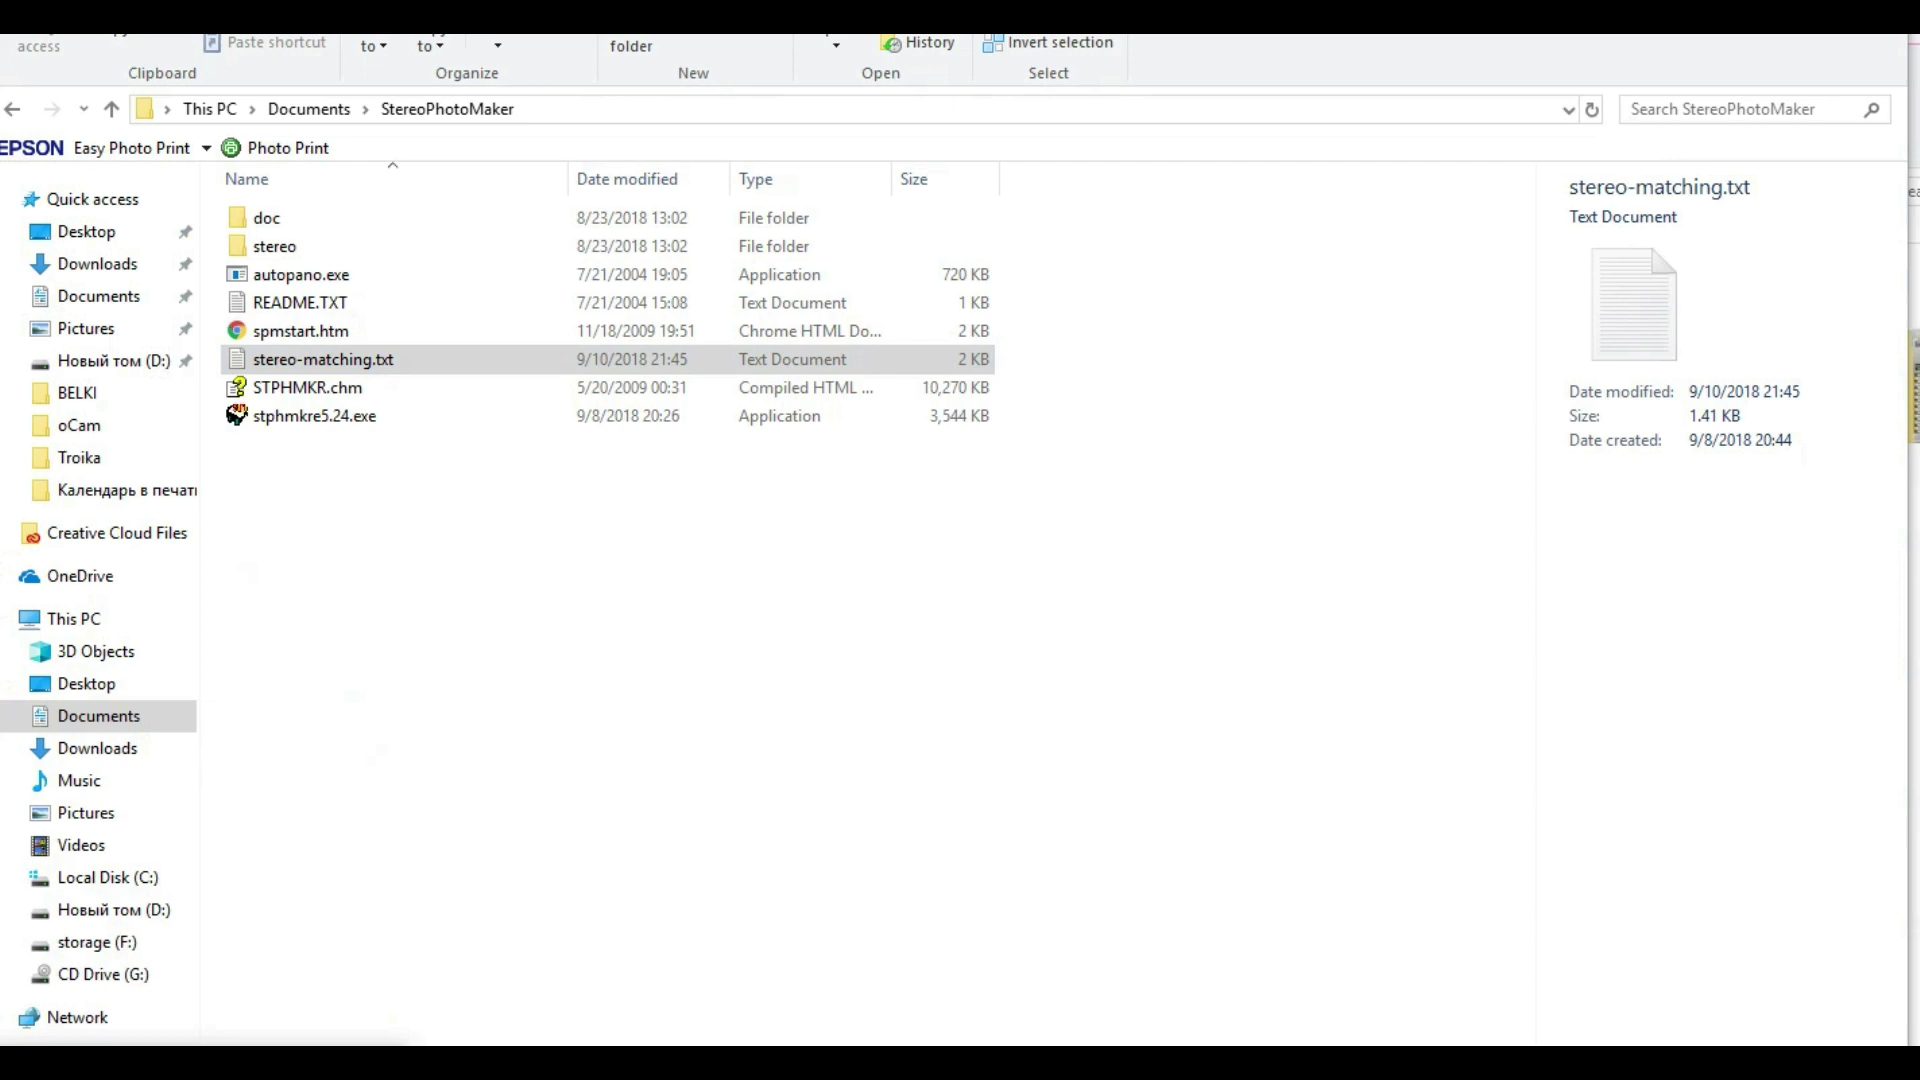 access
Paste shortcut
to
to
folder
History
Invert selection
Clipboard
Organize
New
Open
Select
This PC
Documents
StereoPhotoMaker
Search StereoPhotoMaker
EPSON Easy Photo Print
Photo Print
Name
Date modified
Type
Size
doc 8/23/2018 13:02 File folder
stereo 8/23/2018 13:02 File folder
autopano.exe 7/21/2004 19:05 Application 720 KB
README.TXT 7/21/2004 15:08 Text Document 1 KB
spmstart.htm 11/18/2009 19:51 Chrome HTML Do... 2 KB
stereo-matching.txt 9/10/2018 21:45 Text Document 2 KB
STPHMKR.chm 5/20/2009 00:31 Compiled HTML ... 10,270 KB
stphmkre5.24.exe 9/8/2018 20:26 Application 3,544 KB
Quick access
Desktop
Downloads
Documents
Pictures
Новый том (D:)
BELKI
oCam
Troika
Календарь в печат
Creative Cloud Files
OneDrive
This PC
3D Objects
Desktop
Documents
Downloads
Music
Pictures
Videos
Local Disk (C:)
Новый том (D:)
storage (F:)
CD Drive (G:)
Network
stereo-matching.txt
Text Document
Date modified: 9/10/2018 21:45
Size: 1.41 KB
Date created: 9/8/2018 20:44